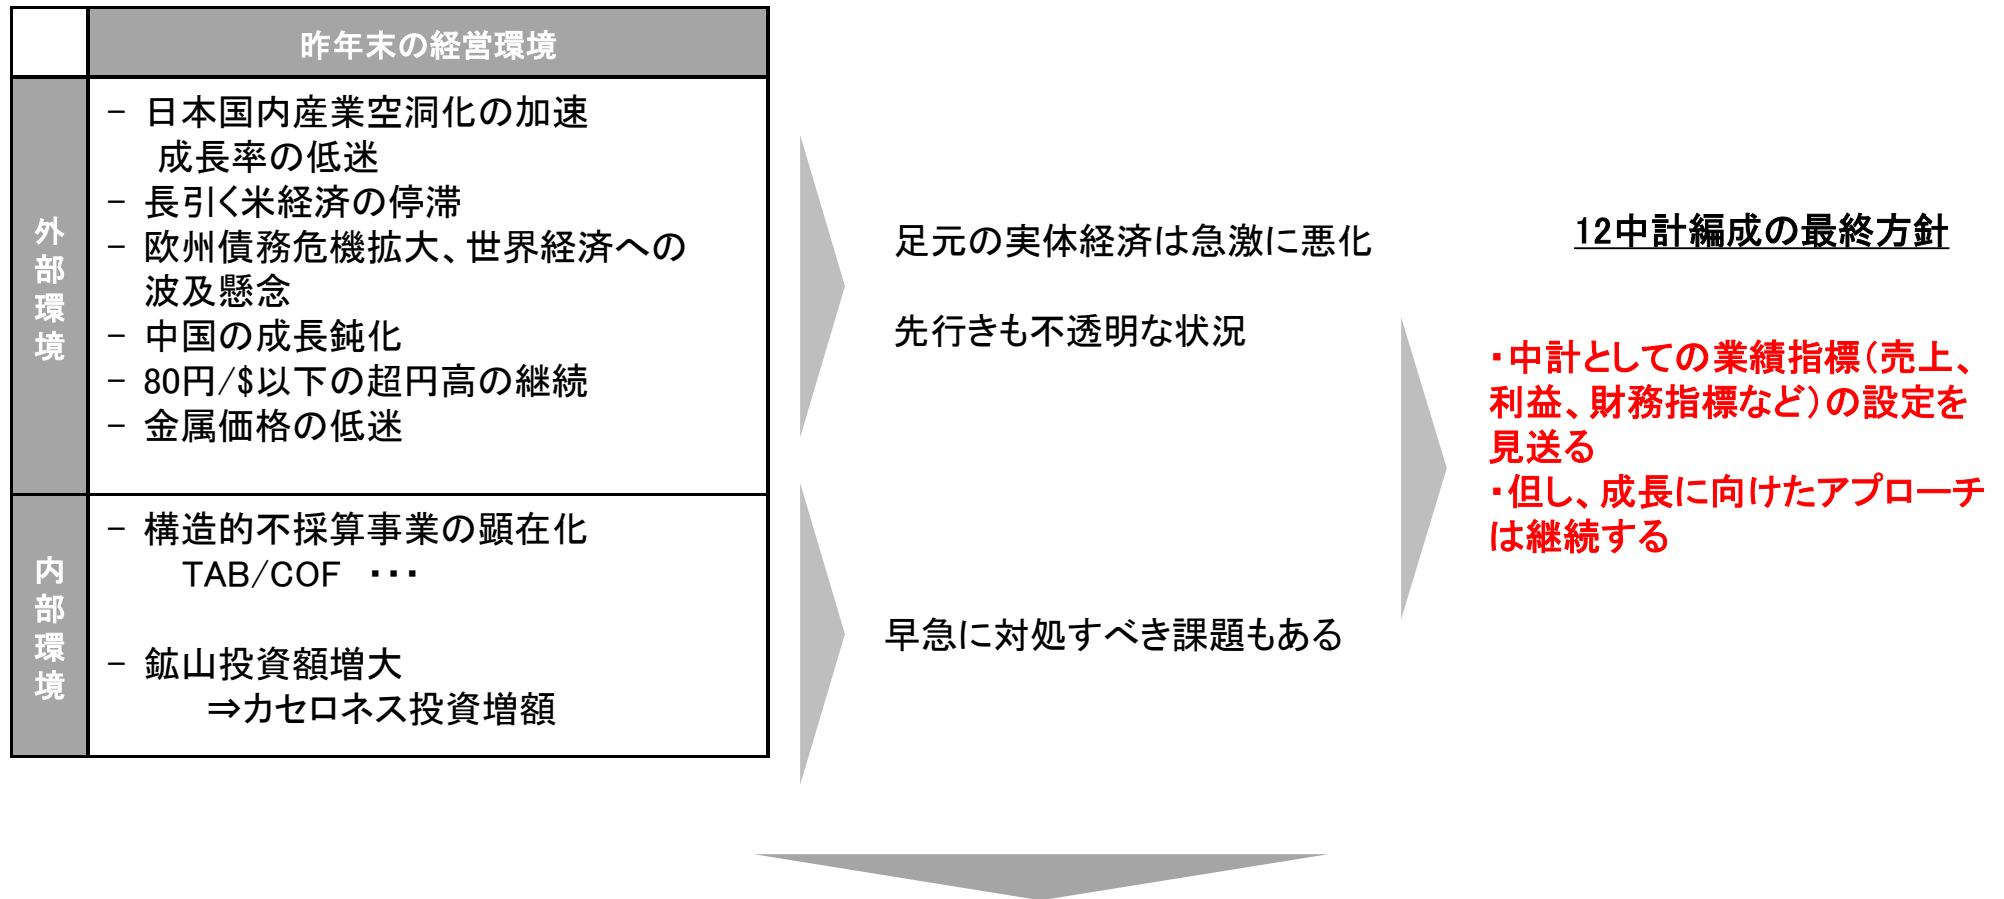 昨年末の経営環境
外部環境
- 日本国内産業空洞化の加速
成長率の低迷
- 長引く米経済の停滞
- 欧州債務危機拡大、世界経済への
波及懸念
- 中国の成長鈍化
- 80円/$以下の超円高の継続
- 金属価格の低迷
内部環境
- 構造的不採算事業の顕在化
TAB/COF ・・・
- 鉱山投資額増大
⇒カセロネス投資増額
足元の実体経済は急激に悪化
先行きも不透明な状況
早急に対処すべき課題もある
12中計編成の最終方針
・中計としての業績指標(売上、
利益、財務指標など)の設定を
見送る
・但し、成長に向けたアプローチ
は継続する